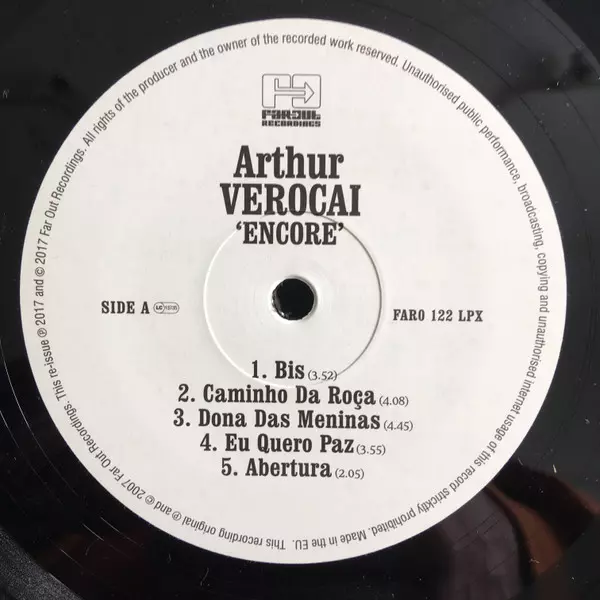 FAROUT
RECORDINGS
Arthur
VEROCAI
'ENCORE'
SIDE A
FARO 122 LPX
1. Bis (3.52)
2. Caminho Da Roça (4.08)
3. Dona Das Meninas (4.45)
4. Eu Quero Paz (3.55)
5. Abertura (2.05)
This recording original ℗ and © 2007 Far Out Recordings. This re-issue ℗ 2017 and © 2017 Far Out Recordings. All rights of the producer and the owner of the recorded work reserved. Unauthorised public performance, broadcasting, copying and unauthorised internet usage of this record strickly prohibited. Made in the EU.